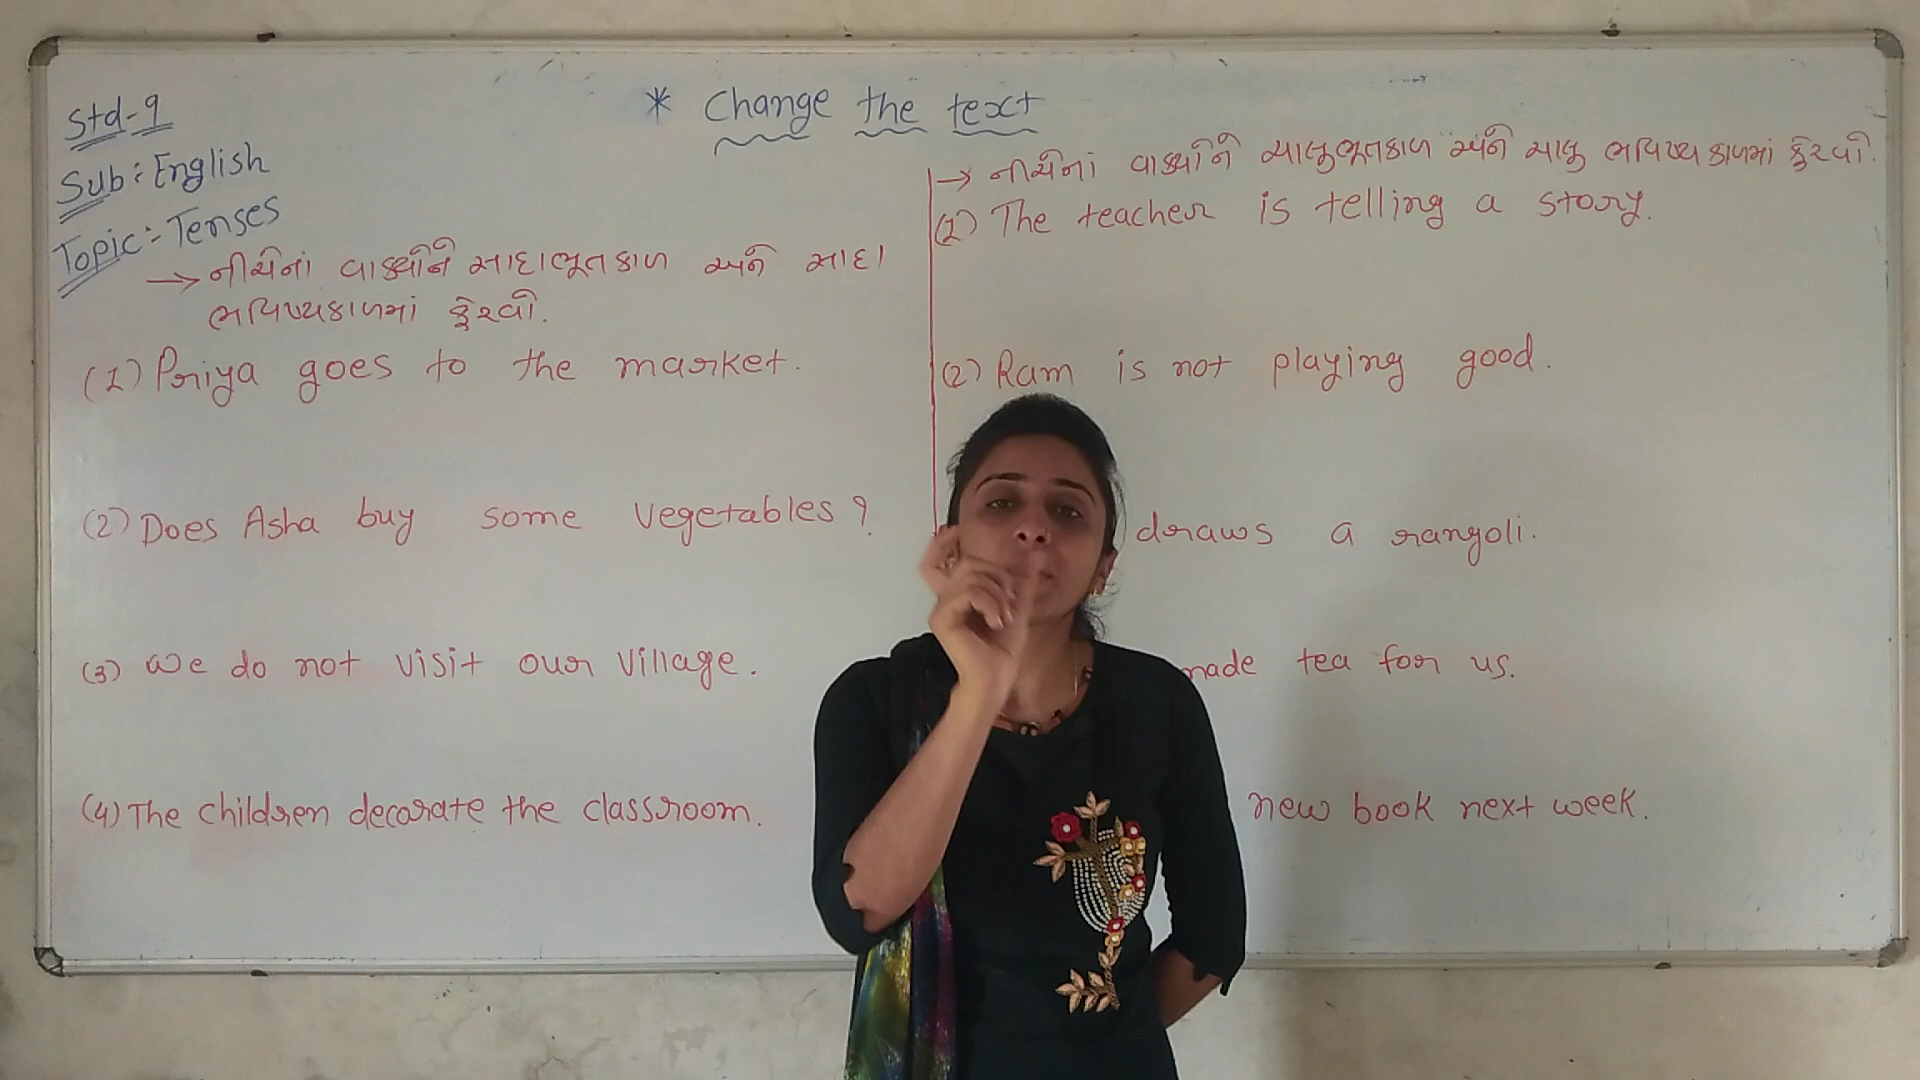 * Change the text
Std-9
Sub: English
Topic:- Tenses
→ નીચેનાં વાક્યોને સાદાભૂતકાળ અને સાદા
ભવિષ્યકાળમાં ફેરવો.
(1) Priya goes to the market.
(2) Does Asha buy some vegetables?
(3) We do not visit our village.
(4) The children decorate the classroom.
→ નીચેનાં વાક્યોને ચાલુભૂતકાળ અને ચાલુ ભવિષ્યકાળમાં ફેરવો.
(1) The teacher is telling a story.
(2) Ram is not playing good.
draws a rangoli.
made tea for us.
new book next week.